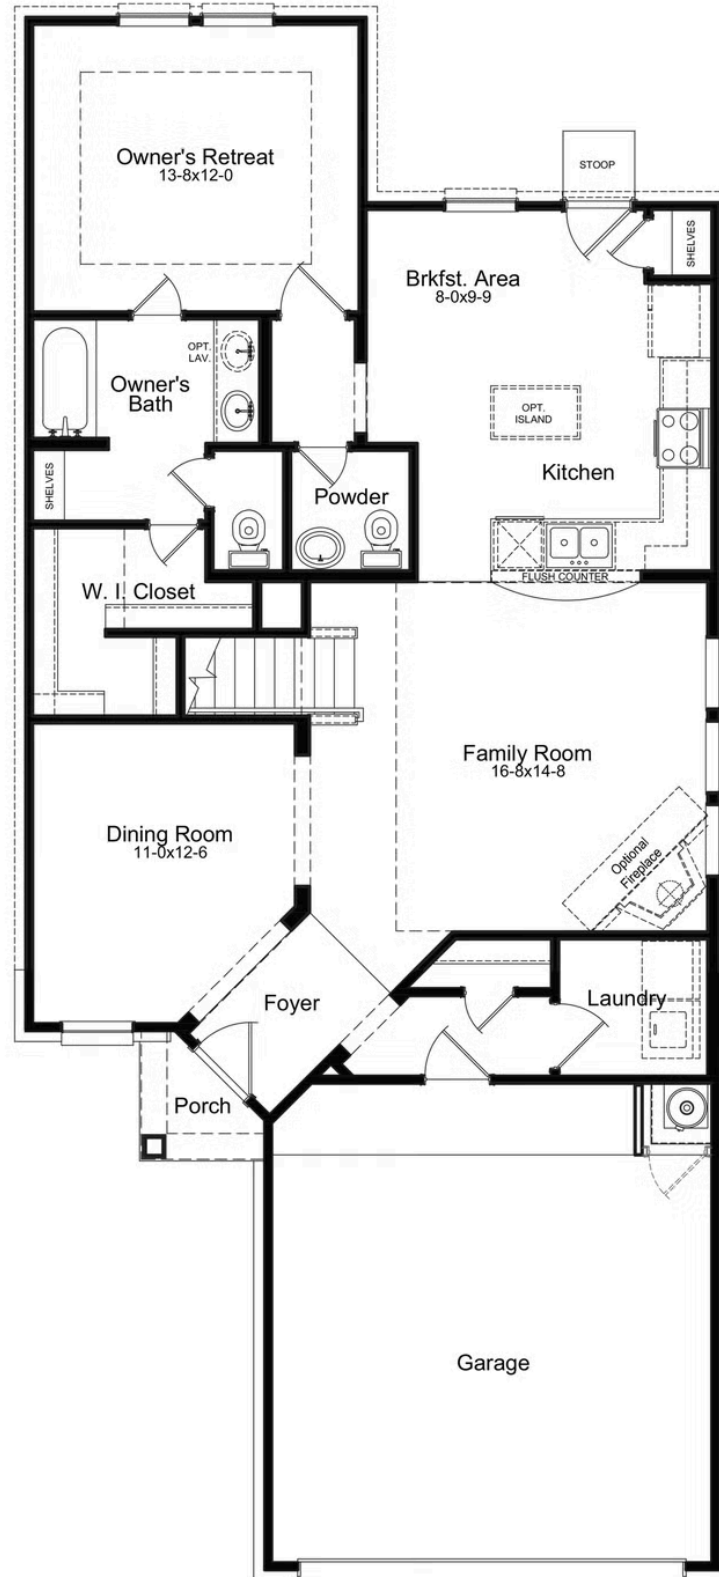 Owner's Retreat
13-8x12-0
STOOP
SHELVES
Brkfst. Area
8-0x9-9
OPT.
LAV.
Owner's
Bath
OPT.
ISLAND
SHELVES
Kitchen
Powder
FLUSH COUNTER
W. I. Closet
Family Room
16-8x14-8
Dining Room
11-0x12-6
Optional
Fireplace
Foyer
Laundry
Porch
Garage